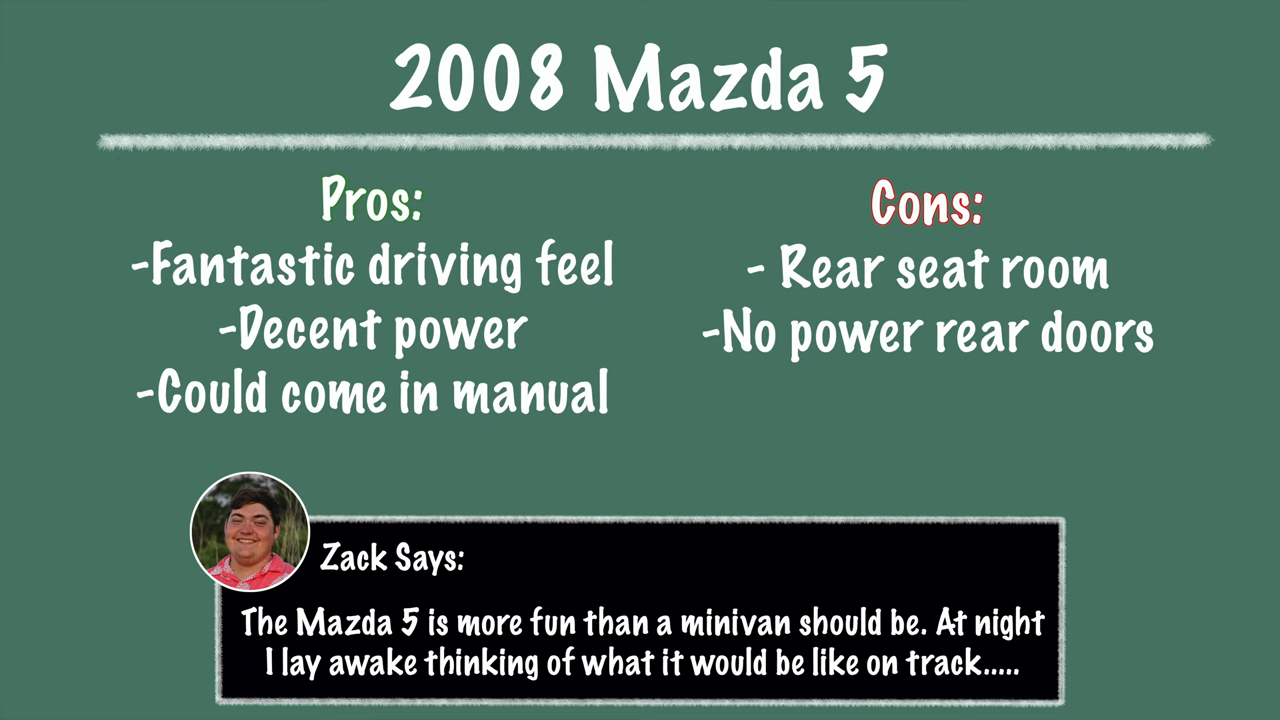 2008 Mazda 5
Pros:
-Fantastic driving feel
-Decent power
-Could come in manual
Cons:
- Rear seat room
-No power rear doors
Zack Says:
The Mazda 5 is more fun than a minivan should be. At night
I lay awake thinking of what it would be like on track.....